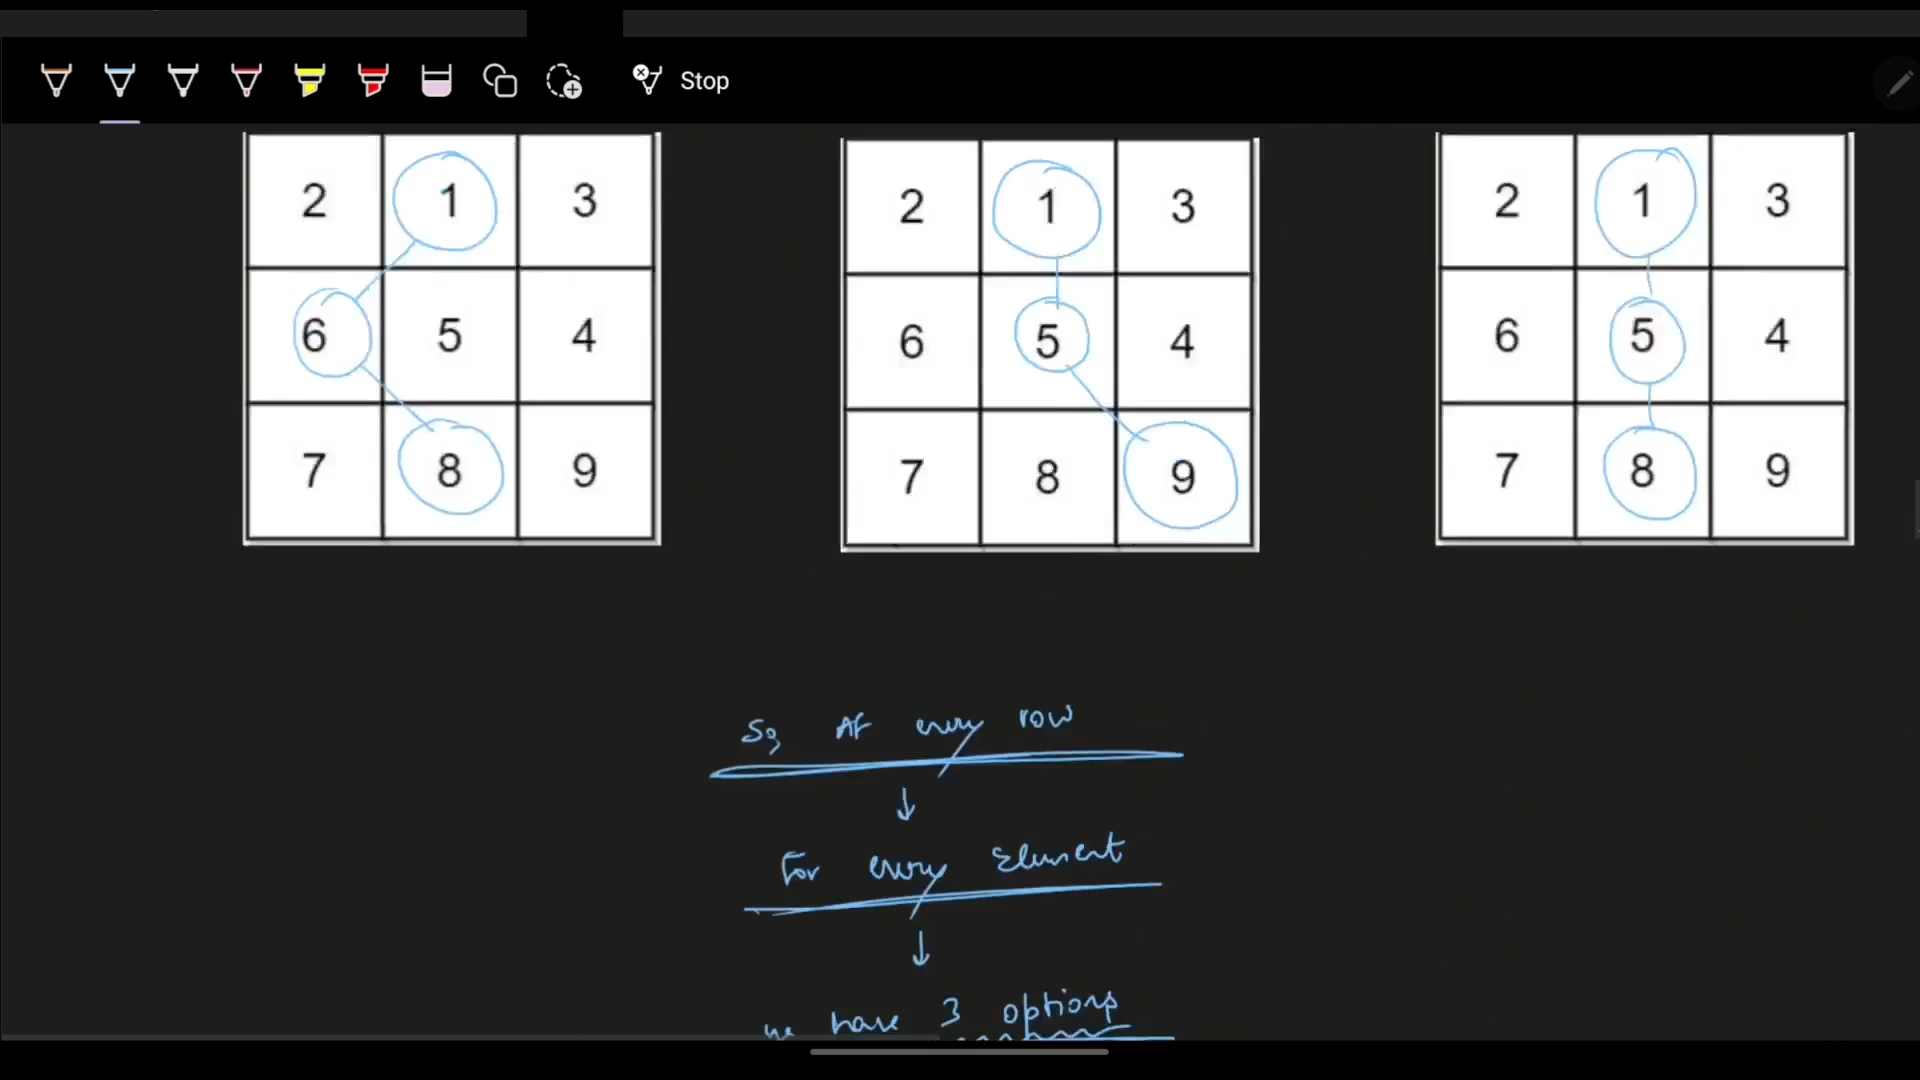 Stop
2 1 3
6 5 4
7 8 9
2 1 3
6 5 4
7 8 9
2 1 3
6 5 4
7 8 9
So, At every row
↓
For every Element
↓
we have 3 options